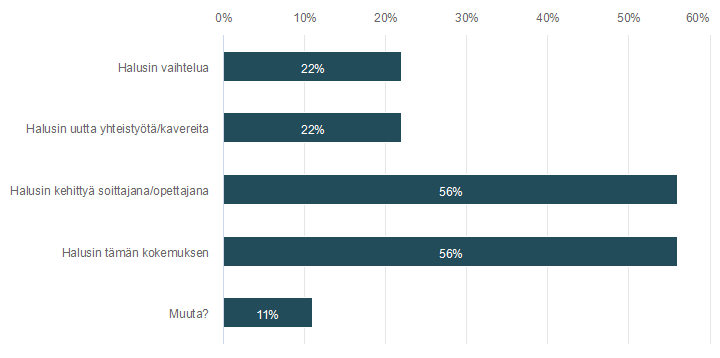 0% 10% 20% 30% 40% 50% 60%
Halusin vaihtelua 22%
Halusin uutta yhteistyötä/kavereita 22%
Halusin kehittyä soittajana/opettajana 56%
Halusin tämän kokemuksen 56%
Muuta? 11%